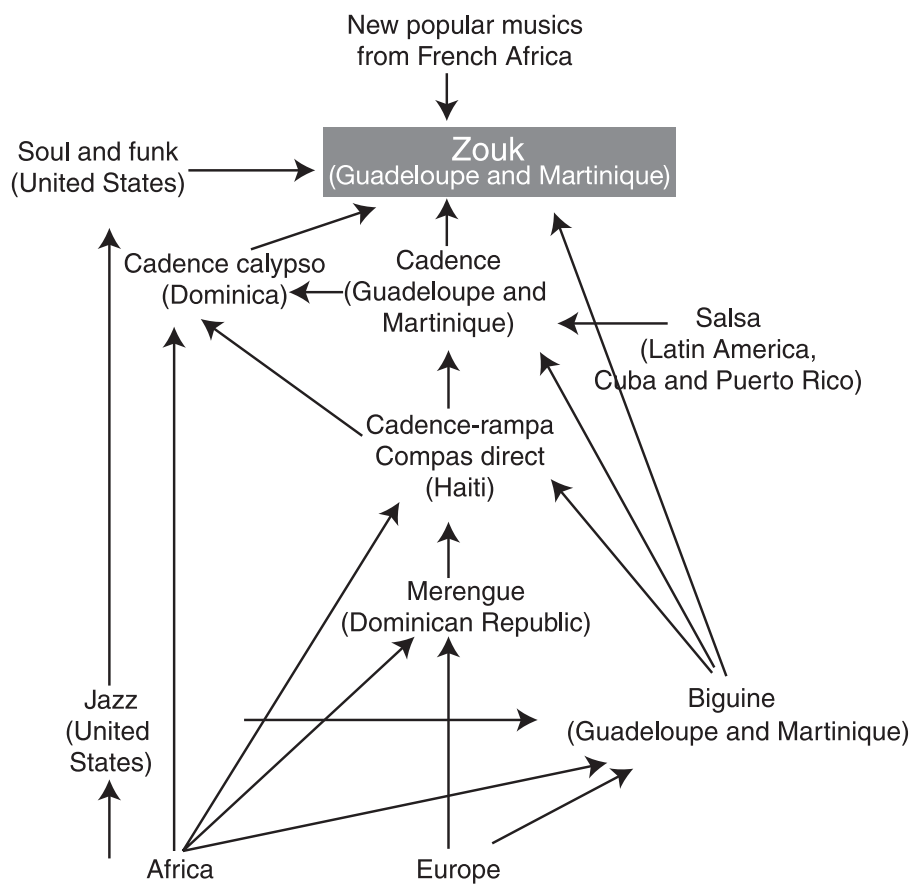 New popular musics
from French Africa
Zouk
(Guadeloupe and Martinique)
Soul and funk
(United States)
Cadence calypso
(Dominica)
Cadence
(Guadeloupe and
Martinique)
Salsa
(Latin America,
Cuba and Puerto Rico)
Cadence-rampa
Compas direct
(Haiti)
Merengue
(Dominican Republic)
Jazz
(United
States)
Biguine
(Guadeloupe and Martinique)
Africa
Europe